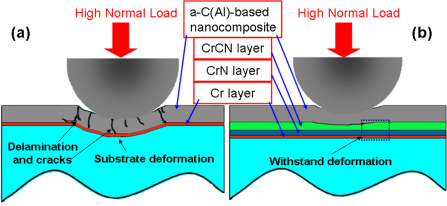 High Normal Load
a-C(Al)-based
nanocomposite
High Normal Load
(a)
CrCN layer
(b)
CrN layer
Cr layer
Delamination
and cracks
Substrate deformation
Withstand deformation